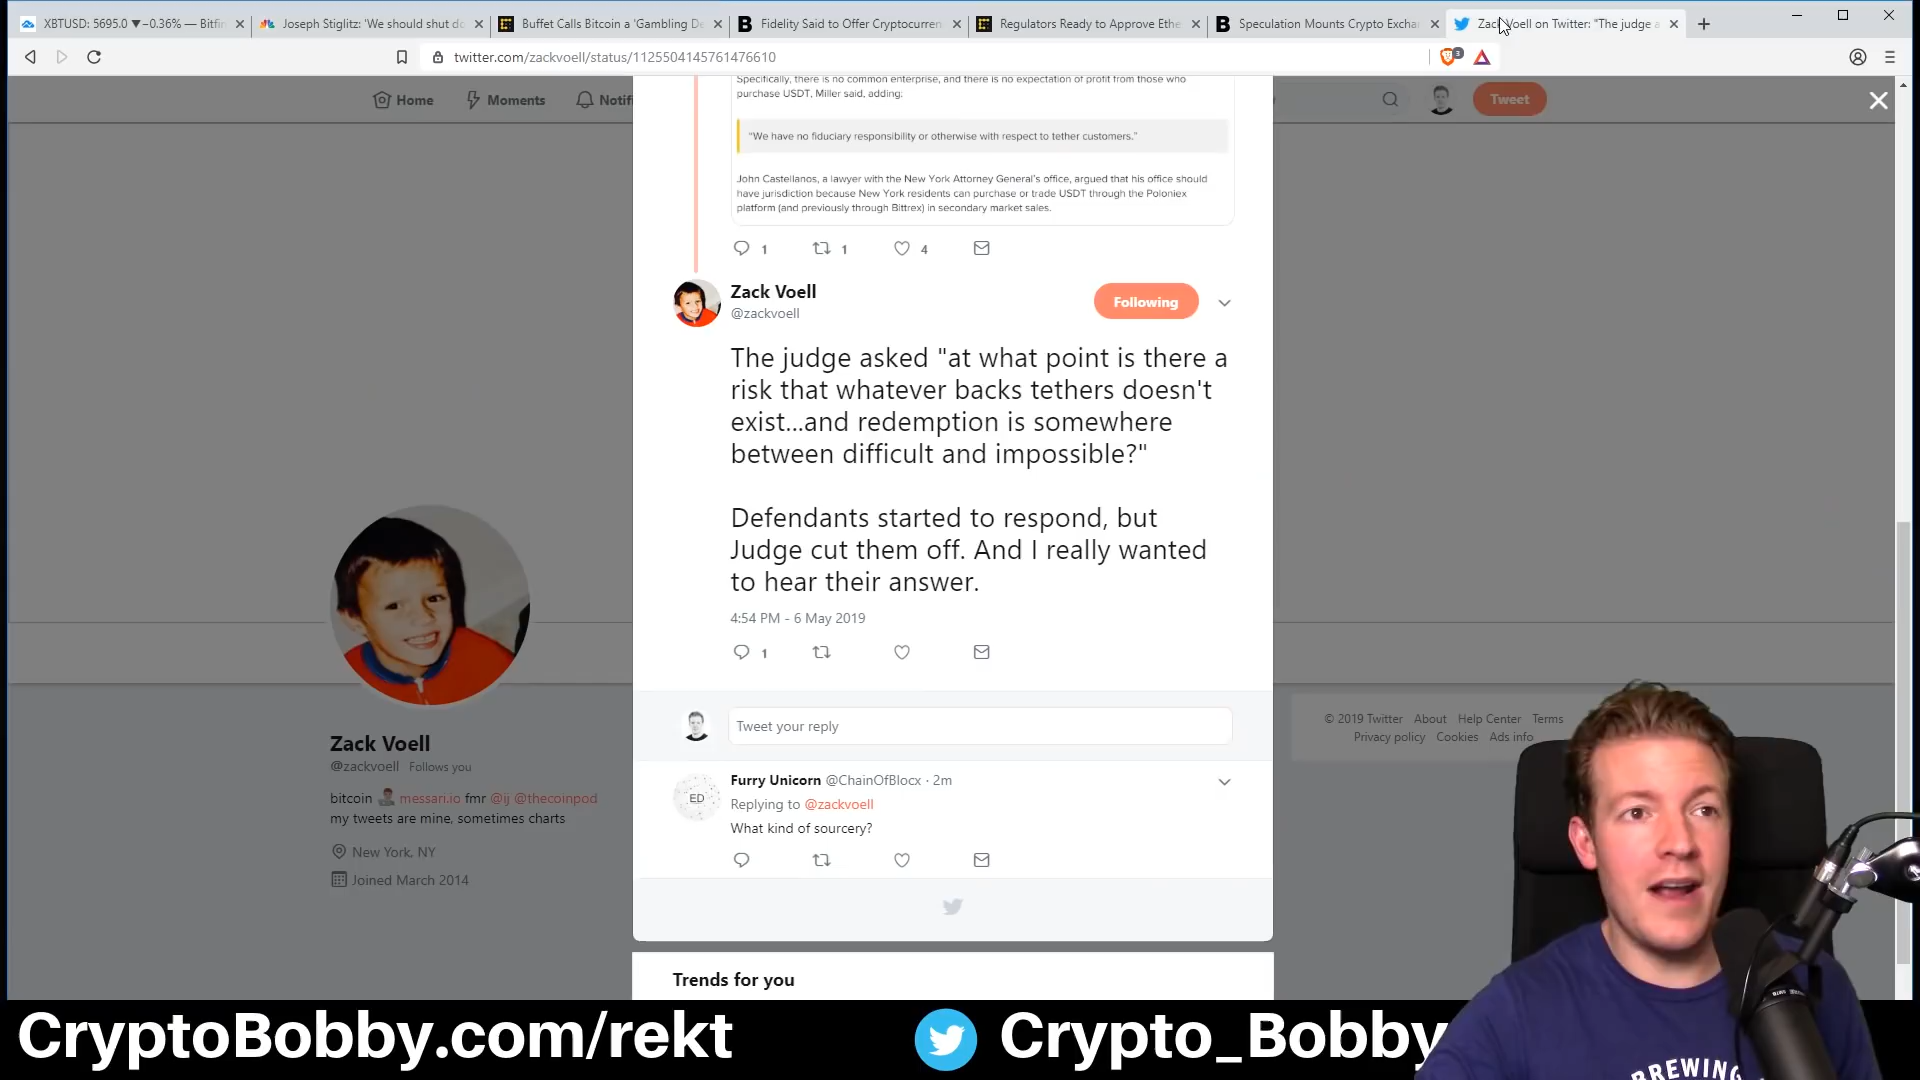 XBTUSD: 5695.0 ▼−0.36% — Bitfin
Joseph Stiglitz: 'We should shut do
Buffet Calls Bitcoin a 'Gambling De
Fidelity Said to Offer Cryptocurren
Regulators Ready to Approve Ethe
Speculation Mounts Crypto Excha
Zack Voell on Twitter: "The judge a
twitter.com/zackvoell/status/1125504145761476610
3
Home
Moments
Notifi
Tweet
Specifically, there is no common enterprise, and there is no expectation of profit from those who
purchase USDT, Miller said, adding:
"We have no fiduciary responsibility or otherwise with respect to tether customers."
John Castellanos, a lawyer with the New York Attorney General's office, argued that his office should
have jurisdiction because New York residents can purchase or trade USDT through the Poloniex
platform (and previously through Bittrex) in secondary market sales.
1 1 4
Zack Voell
@zackvoell
Following
The judge asked "at what point is there a
risk that whatever backs tethers doesn't
exist...and redemption is somewhere
between difficult and impossible?"
Defendants started to respond, but
Judge cut them off. And I really wanted
to hear their answer.
4:54 PM - 6 May 2019
1
Tweet your reply
Furry Unicorn @ChainOfBlocx · 2m
Replying to @zackvoell
What kind of sourcery?
ED
Trends for you
Zack Voell
@zackvoell Follows you
bitcoin messari.io fmr @ij @thecoinpod
my tweets are mine, sometimes charts
New York, NY
Joined March 2014
© 2019 Twitter About Help Center Terms
Privacy policy Cookies Ads info
CryptoBobby.com/rekt
Crypto_Bobby
BREWING